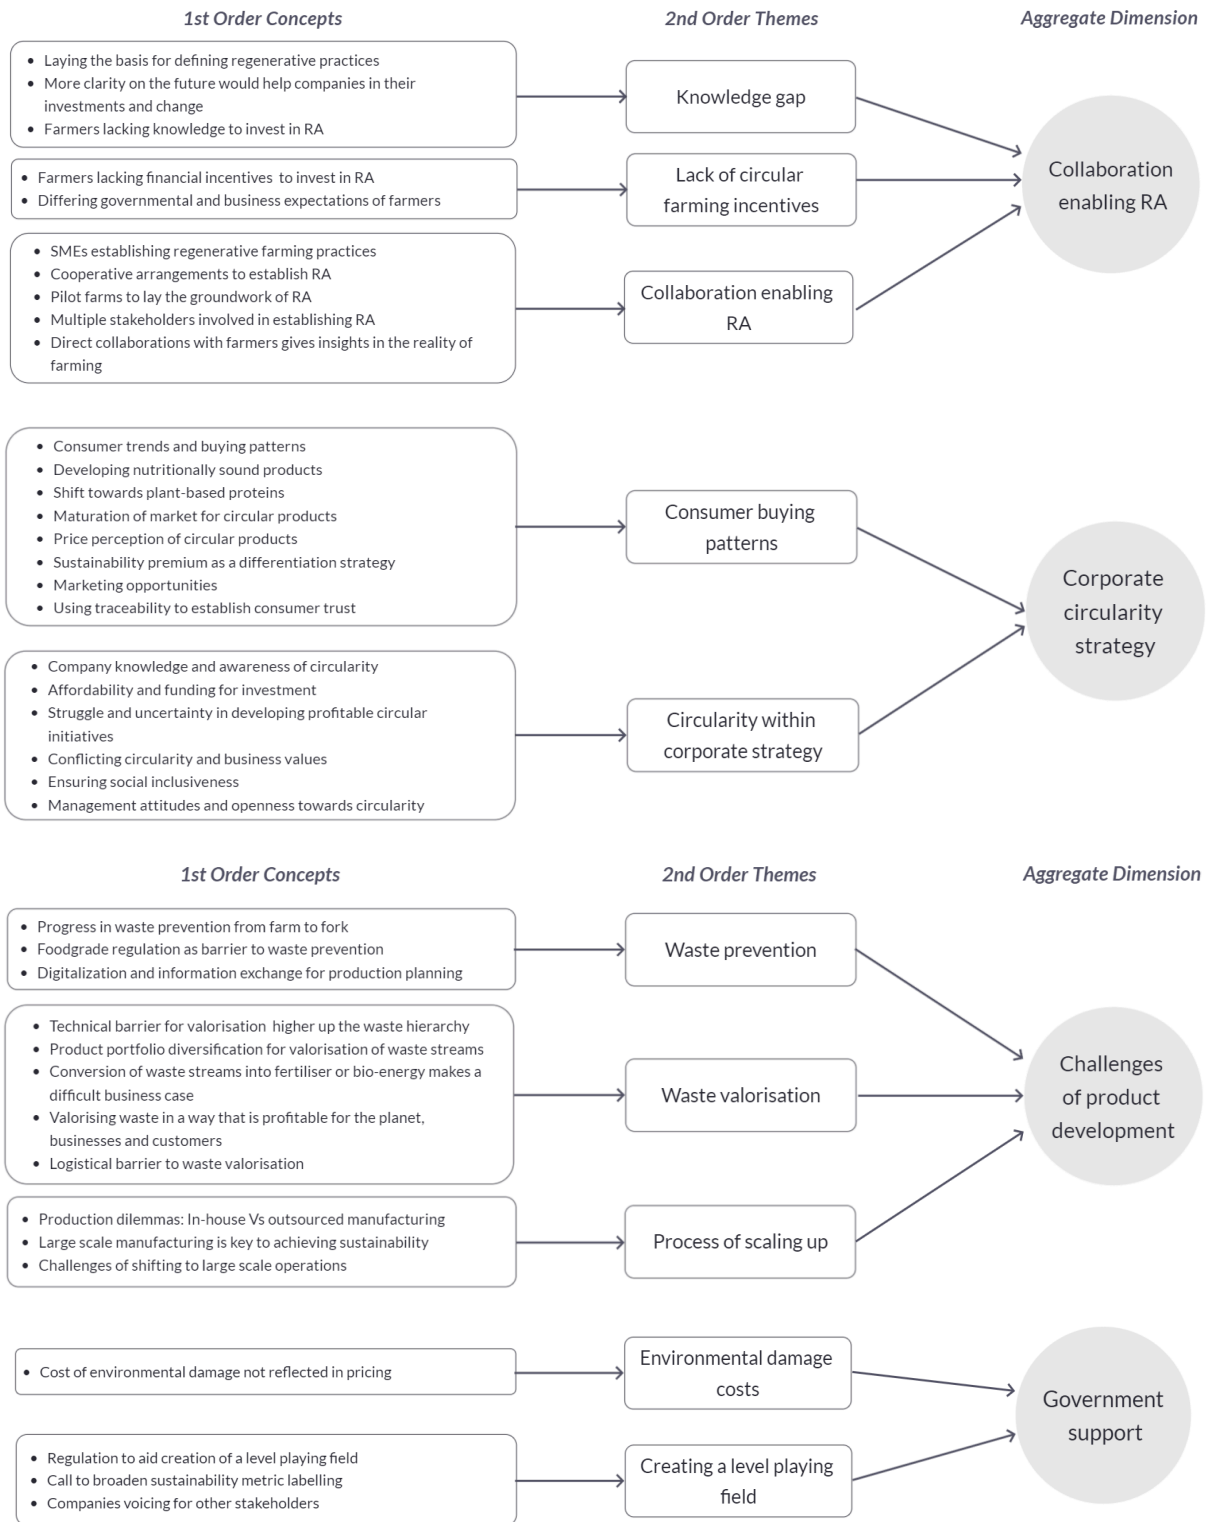 1st Order Concepts
2nd Order Themes
Aggregate Dimension
• Laying the basis for defining regenerative practices
• More clarity on the future would help companies in their
investments and change
• Farmers lacking knowledge to invest in RA
Knowledge gap
• Farmers lacking financial incentives to invest in RA
• Differing governmental and business expectations of farmers
Lack of circular
farming incentives
• SMEs establishing regenerative farming practices
• Cooperative arrangements to establish RA
• Pilot farms to lay the groundwork of RA
• Multiple stakeholders involved in establishing RA
• Direct collaborations with farmers gives insights in the reality of
farming
Collaboration enabling
RA
Collaboration
enabling RA
• Consumer trends and buying patterns
• Developing nutritionally sound products
• Shift towards plant-based proteins
• Maturation of market for circular products
• Price perception of circular products
• Sustainability premium as a differentiation strategy
• Marketing opportunities
• Using traceability to establish consumer trust
Consumer buying
patterns
• Company knowledge and awareness of circularity
• Affordability and funding for investment
• Struggle and uncertainty in developing profitable circular
initiatives
• Conflicting circularity and business values
• Ensuring social inclusiveness
• Management attitudes and openness towards circularity
Circularity within
corporate strategy
Corporate
circularity
strategy
1st Order Concepts
2nd Order Themes
Aggregate Dimension
• Progress in waste prevention from farm to fork
• Foodgrade regulation as barrier to waste prevention
• Digitalization and information exchange for production planning
Waste prevention
• Technical barrier for valorisation higher up the waste hierarchy
• Product portfolio diversification for valorisation of waste streams
• Conversion of waste streams into fertiliser or bio-energy makes a
difficult business case
• Valorising waste in a way that is profitable for the planet,
businesses and customers
• Logistical barrier to waste valorisation
Waste valorisation
• Production dilemmas: In-house Vs outsourced manufacturing
• Large scale manufacturing is key to achieving sustainability
• Challenges of shifting to large scale operations
Process of scaling up
Challenges
of product
development
• Cost of environmental damage not reflected in pricing
Environmental damage
costs
• Regulation to aid creation of a level playing field
• Call to broaden sustainability metric labelling
• Companies voicing for other stakeholders
Creating a level playing
field
Government
support